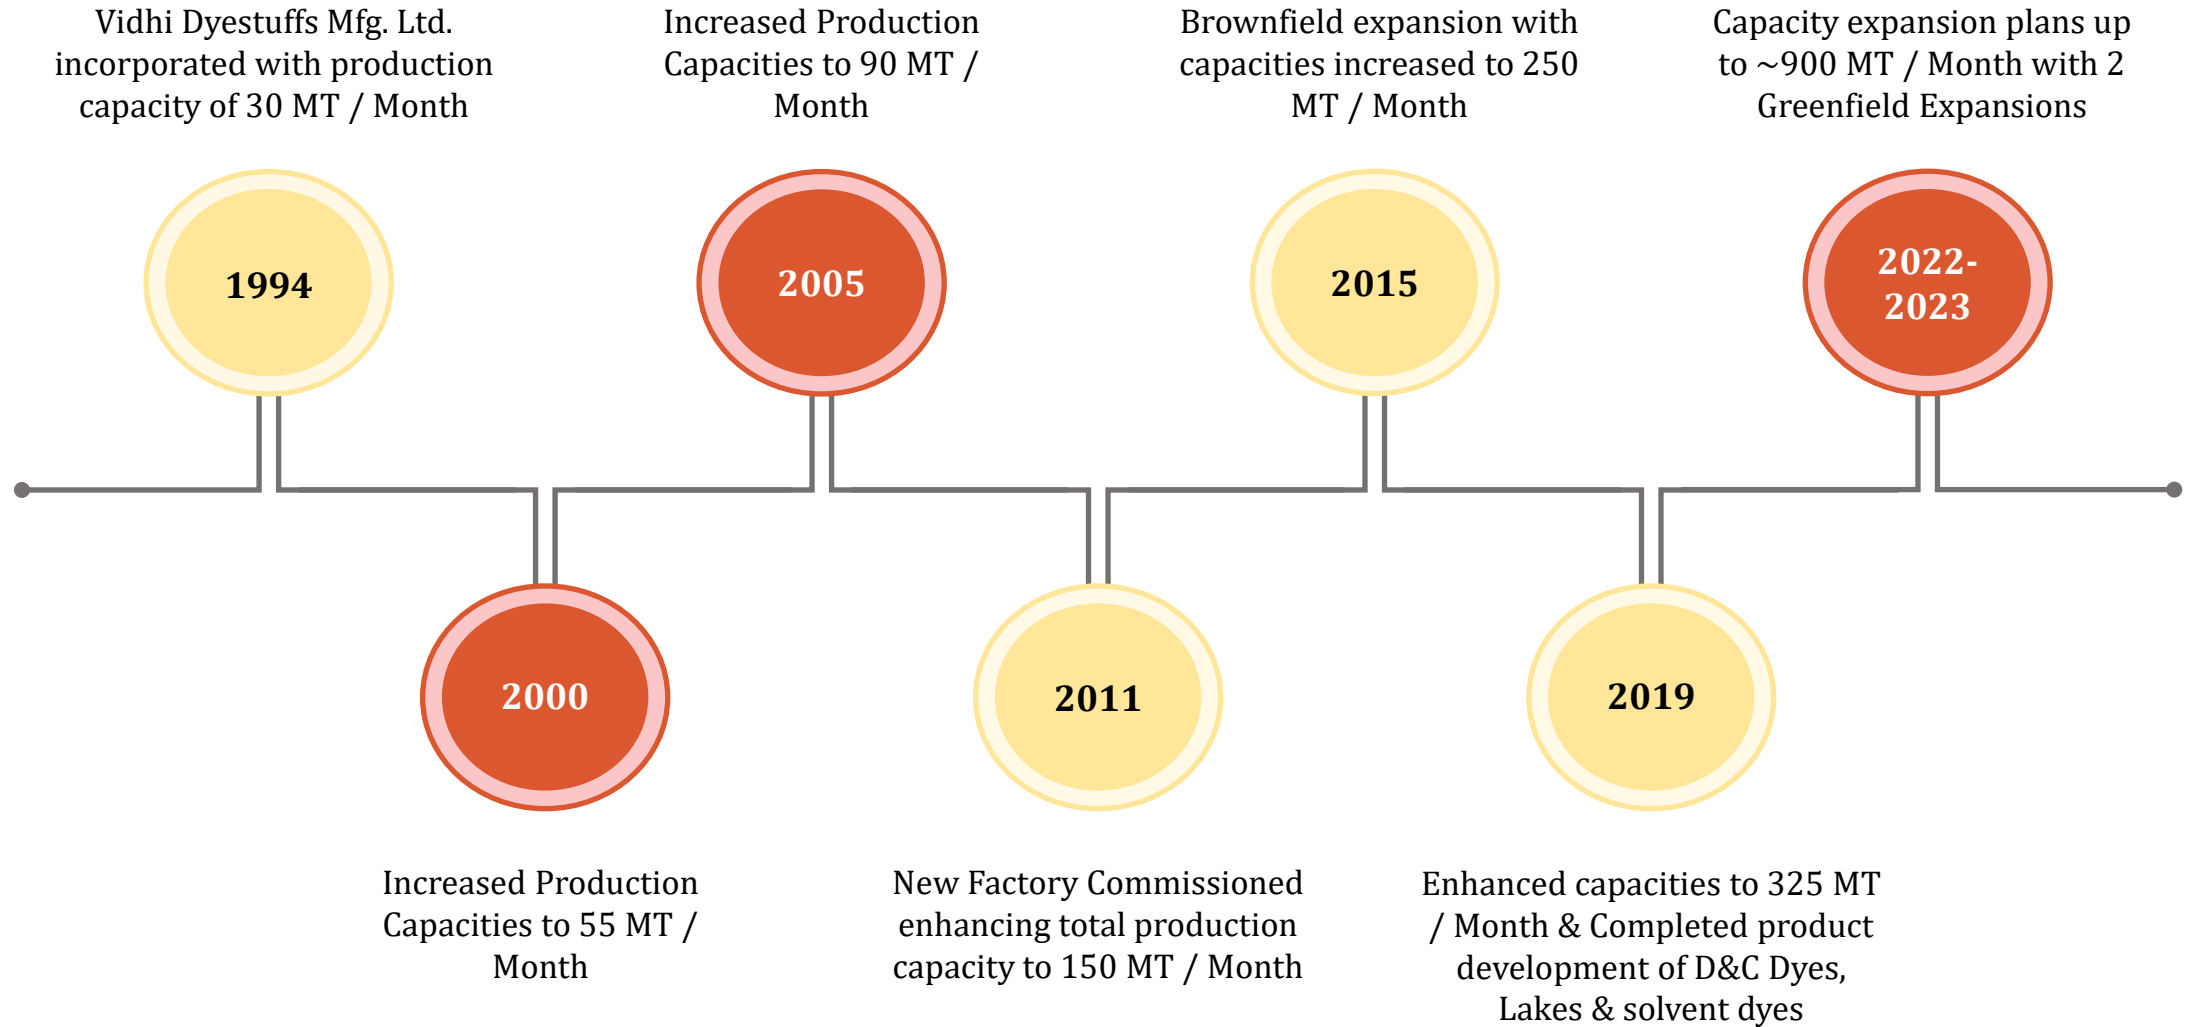 Vidhi Dyestuffs Mfg. Ltd.
incorporated with production
capacity of 30 MT / Month
Increased Production
Capacities to 90 MT /
Month
Brownfield expansion with
capacities increased to 250
MT / Month
Capacity expansion plans up
to ~900 MT / Month with 2
Greenfield Expansions
1994
2005
2015
2022-
2023
2000
2011
2019
Increased Production
Capacities to 55 MT /
Month
New Factory Commissioned
enhancing total production
capacity to 150 MT / Month
Enhanced capacities to 325 MT
/ Month & Completed product
development of D&C Dyes,
Lakes & solvent dyes